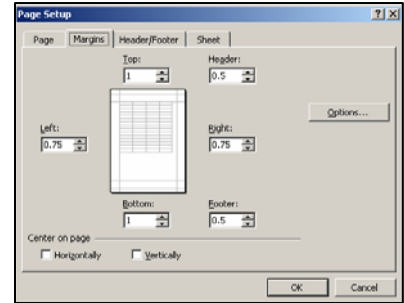 Page Setup
Page Margins Header/Footer Sheet
Top: Header:
1 0.5
Options...
Left: Right:
0.75 0.75
Bottom: Footer:
1 0.5
Center on page
Horizontally Vertically
OK Cancel